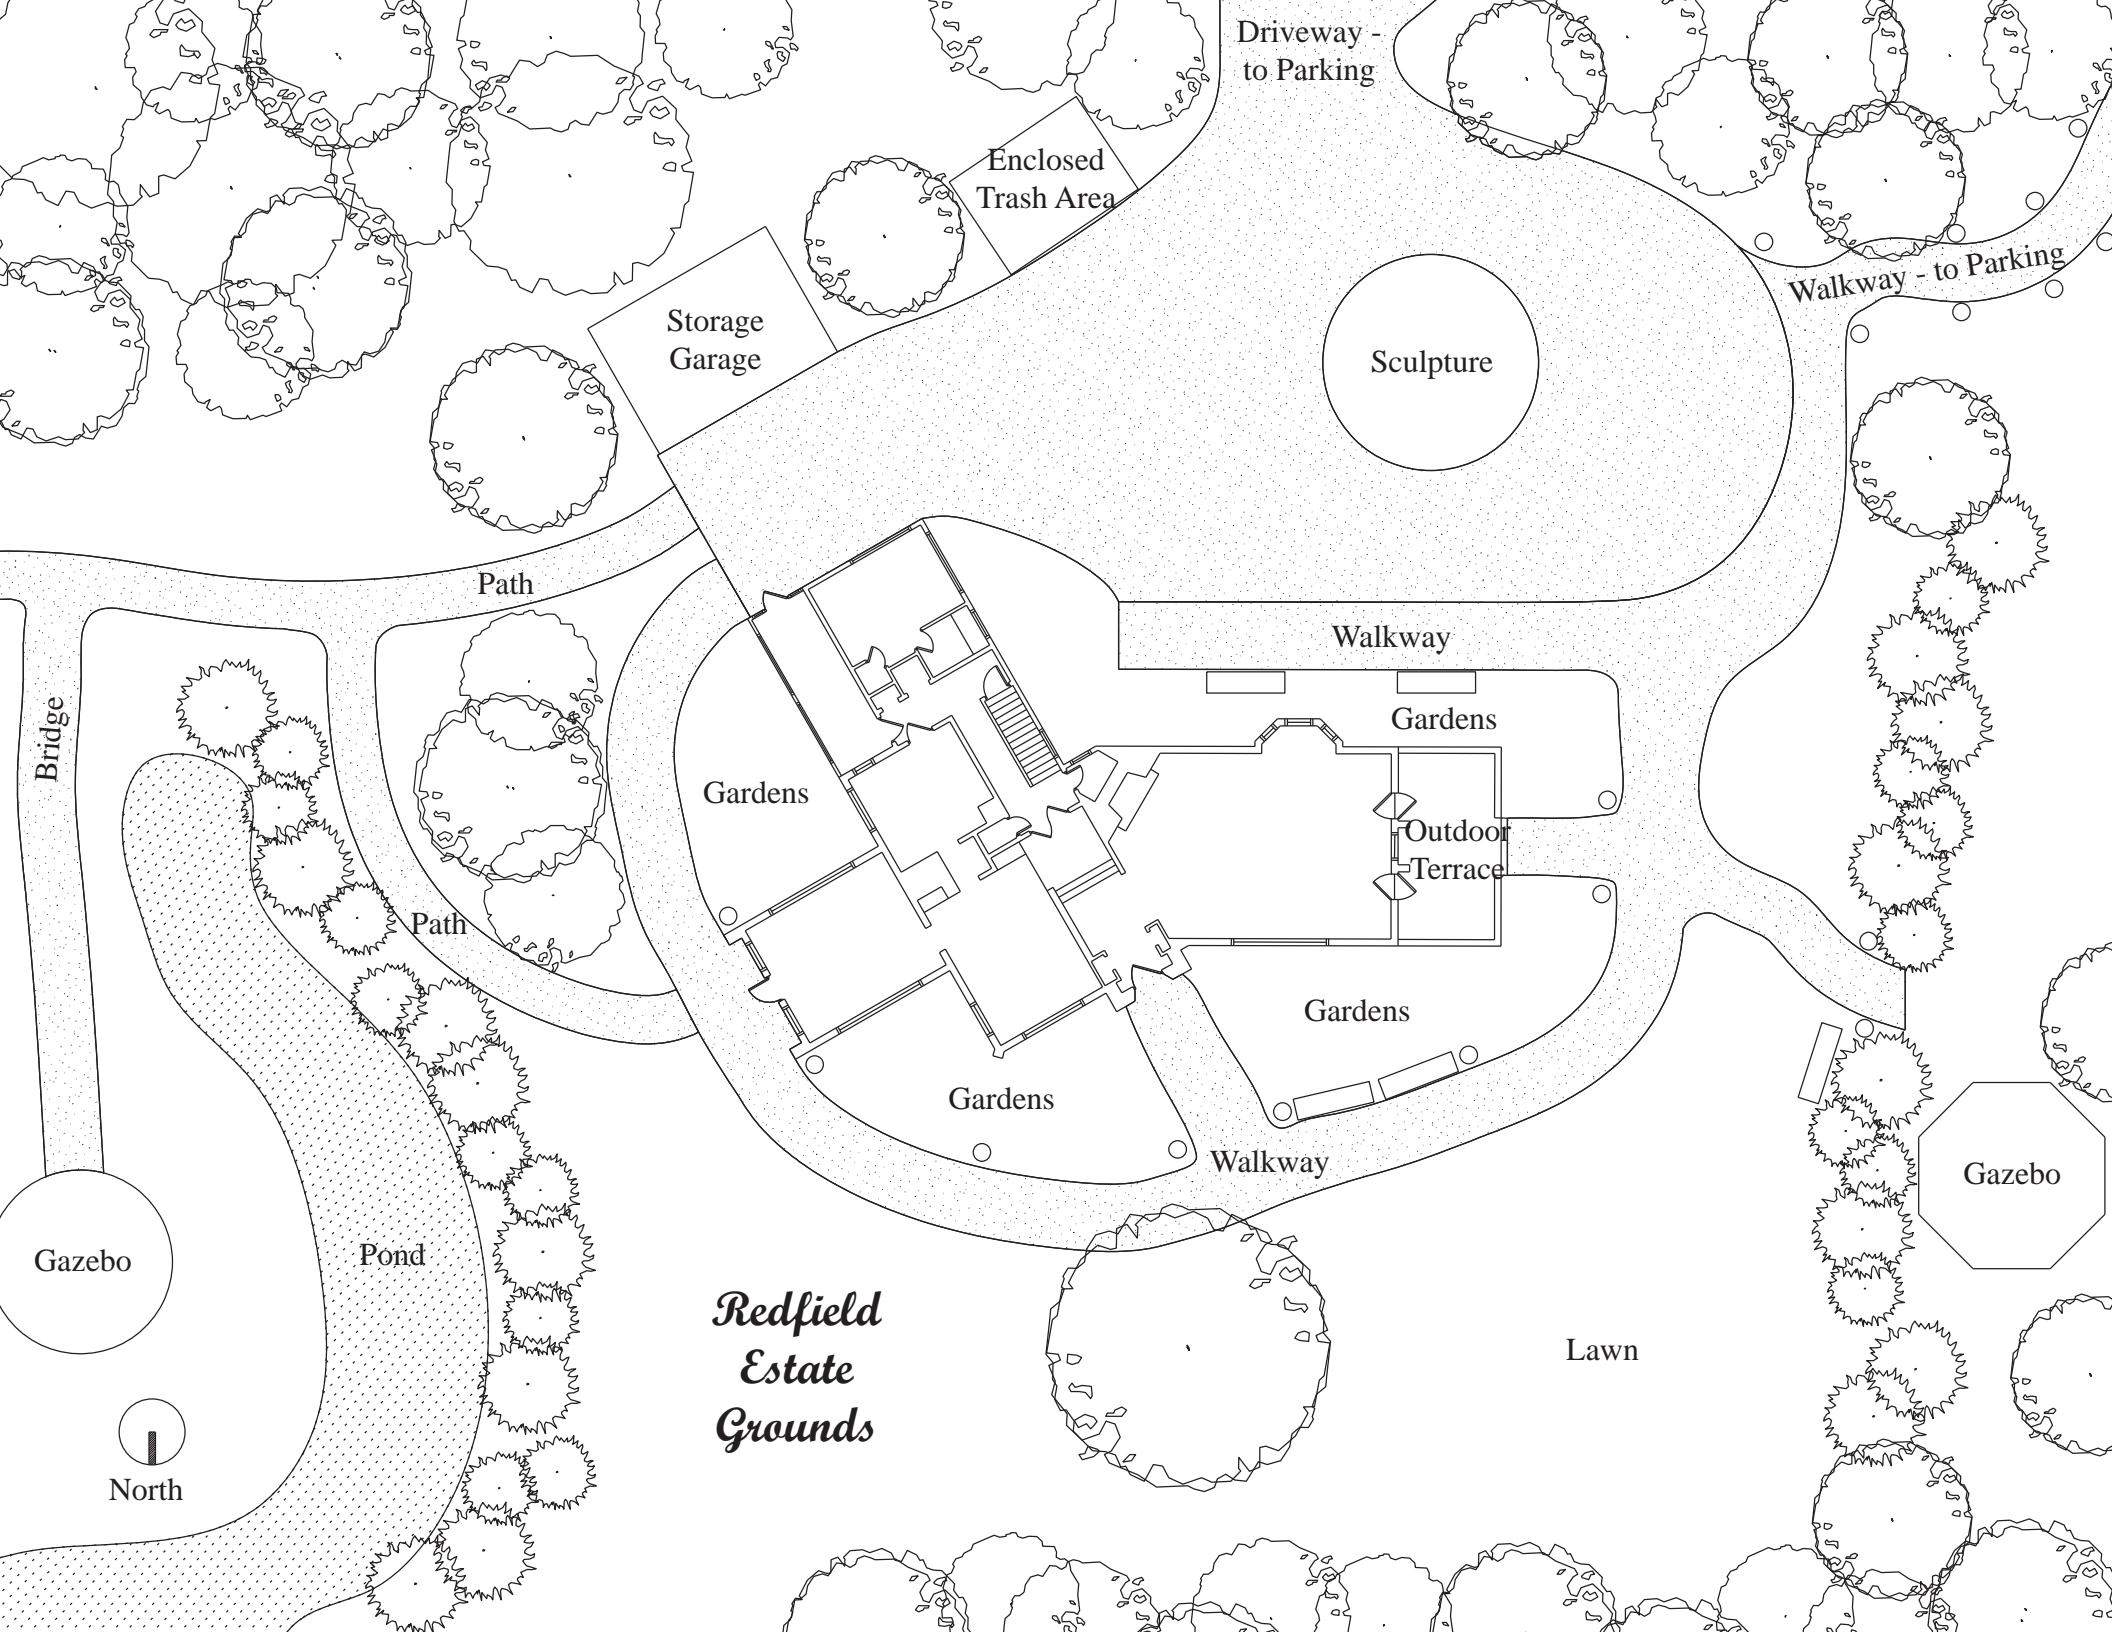 Driveway -
to Parking
Enclosed
Trash Area
Walkway - to Parking
Storage
Garage
Sculpture
Path
Walkway
Bridge
Gardens
Gardens
Outdoor
Terrace
Path
Gardens
Gardens
Walkway
Gazebo
Pond
Gazebo
Redfield
Estate
Grounds
Lawn
North